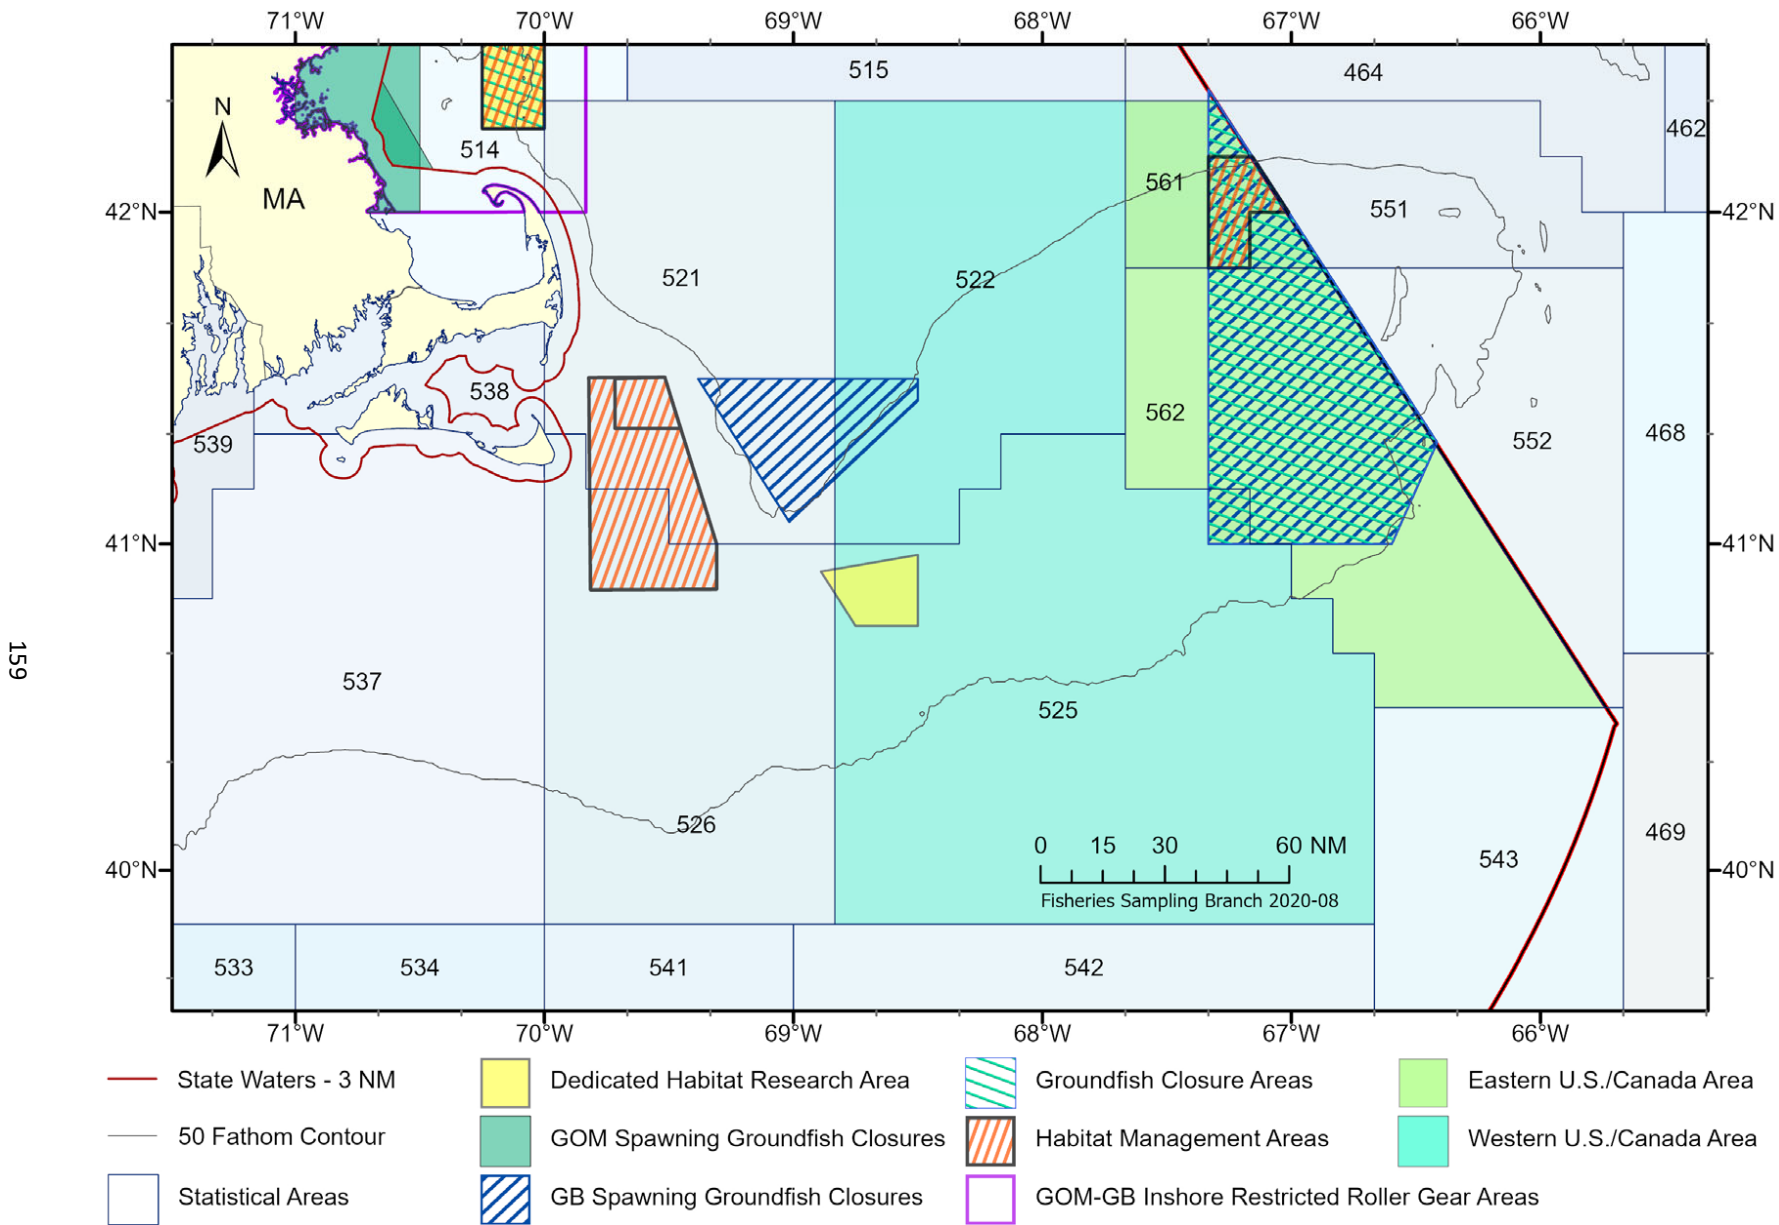 71°W 70°W 69°W 68°W 67°W 66°W
515 464
462
N
514
561
MA
42°N 42°N
551
521 522
538
562
539 552 468
41°N 41°N
159
537
525
526
0 15 30 60 NM
469
543
40°N 40°N
Fisheries Sampling Branch 2020-08
533 534 541 542
71°W 70°W 69°W 68°W 67°W 66°W
State Waters - 3 NM
50 Fathom Contour
Statistical Areas
Dedicated Habitat Research Area
GOM Spawning Groundfish Closures
GB Spawning Groundfish Closures
Groundfish Closure Areas
Habitat Management Areas
GOM-GB Inshore Restricted Roller Gear Areas
Eastern U.S./Canada Area
Western U.S./Canada Area